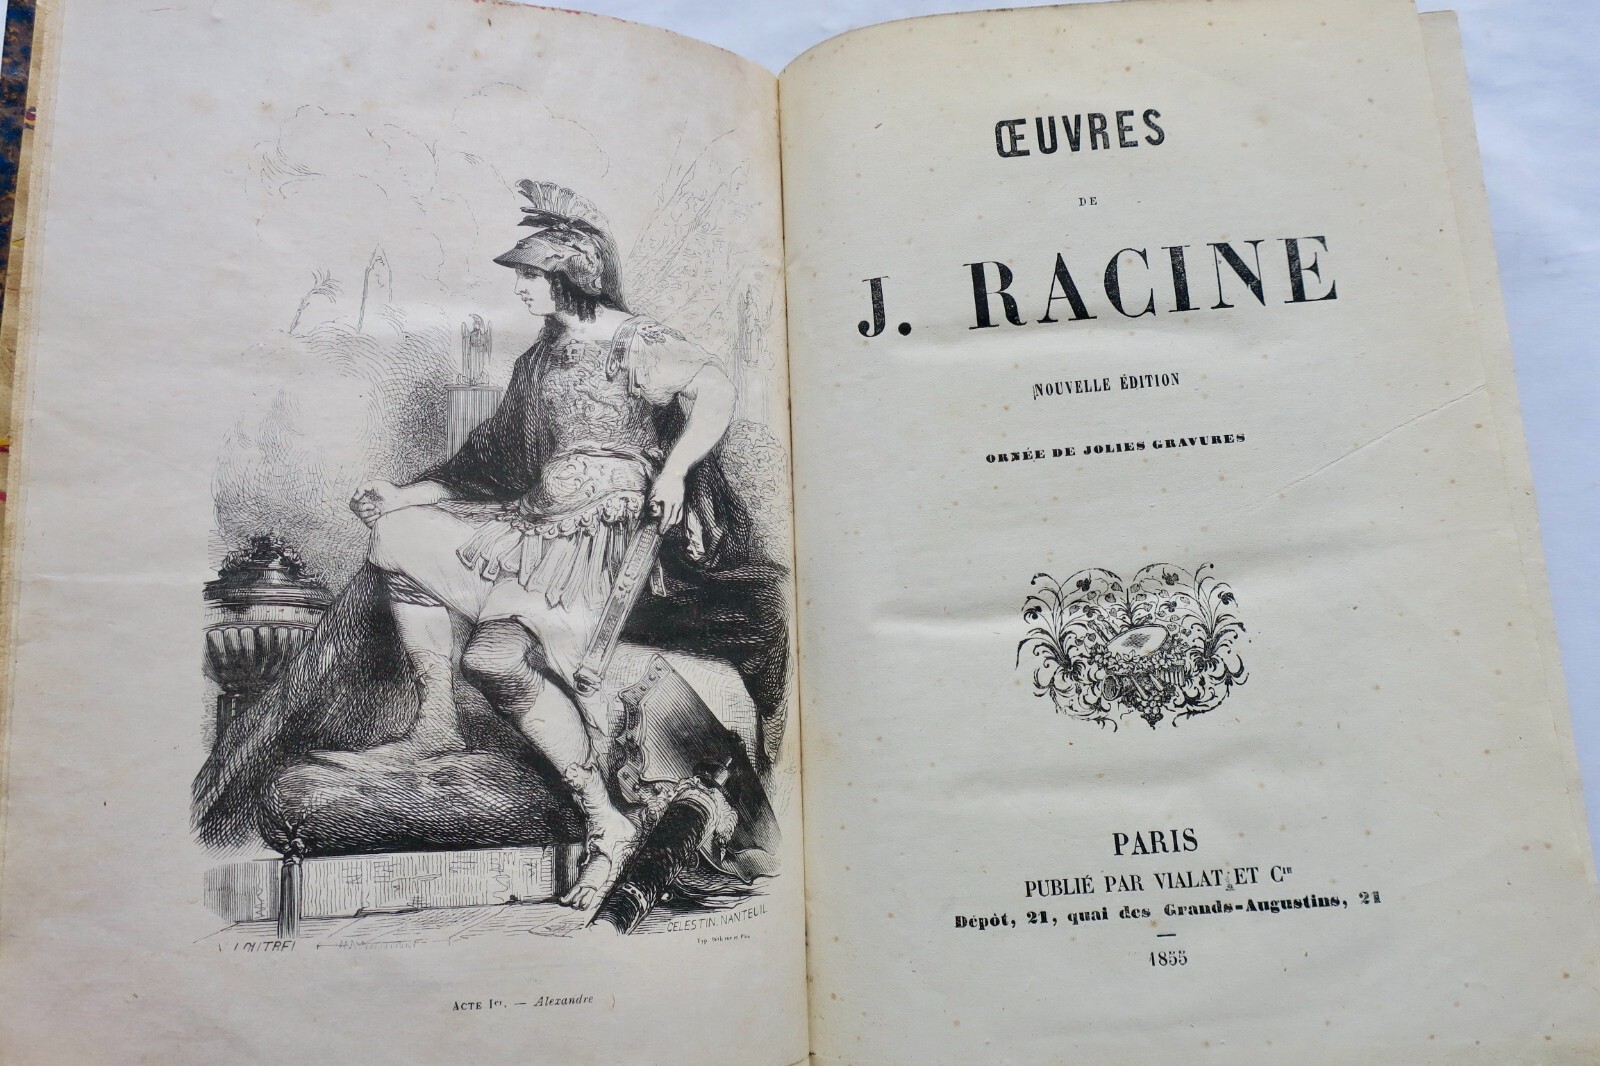 CELESTIN. NANTEUIL
Acte Ier. — Alexandre
ŒUVRES
DE
J. RACINE
NOUVELLE ÉDITION
ORNÉE DE JOLIES GRAVURES
PARIS
PUBLIÉ PAR VIALAT ET Cie
Dépôt, 21, quai des Grands-Augustins, 21
1855